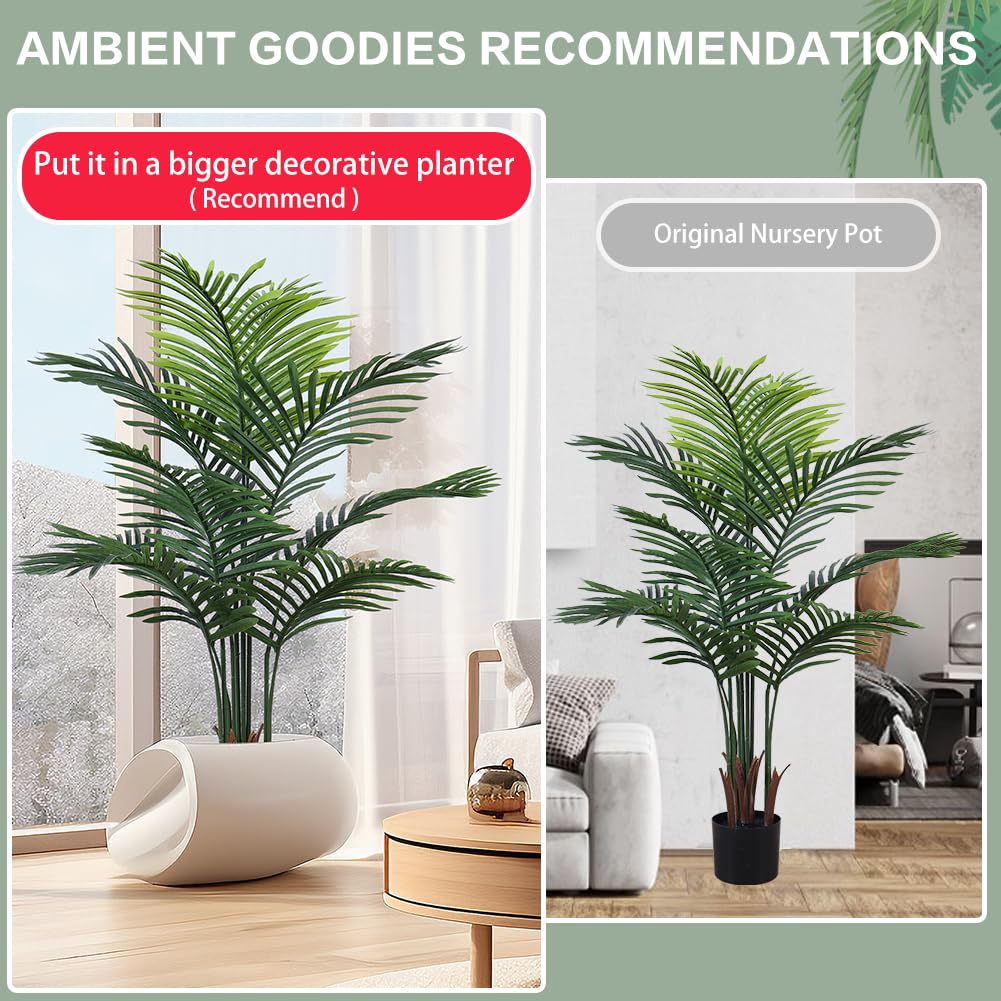 AMBIENT GOODIES RECOMMENDATIONS
Put it in a bigger decorative planter
( Recommend )
Original Nursery Pot